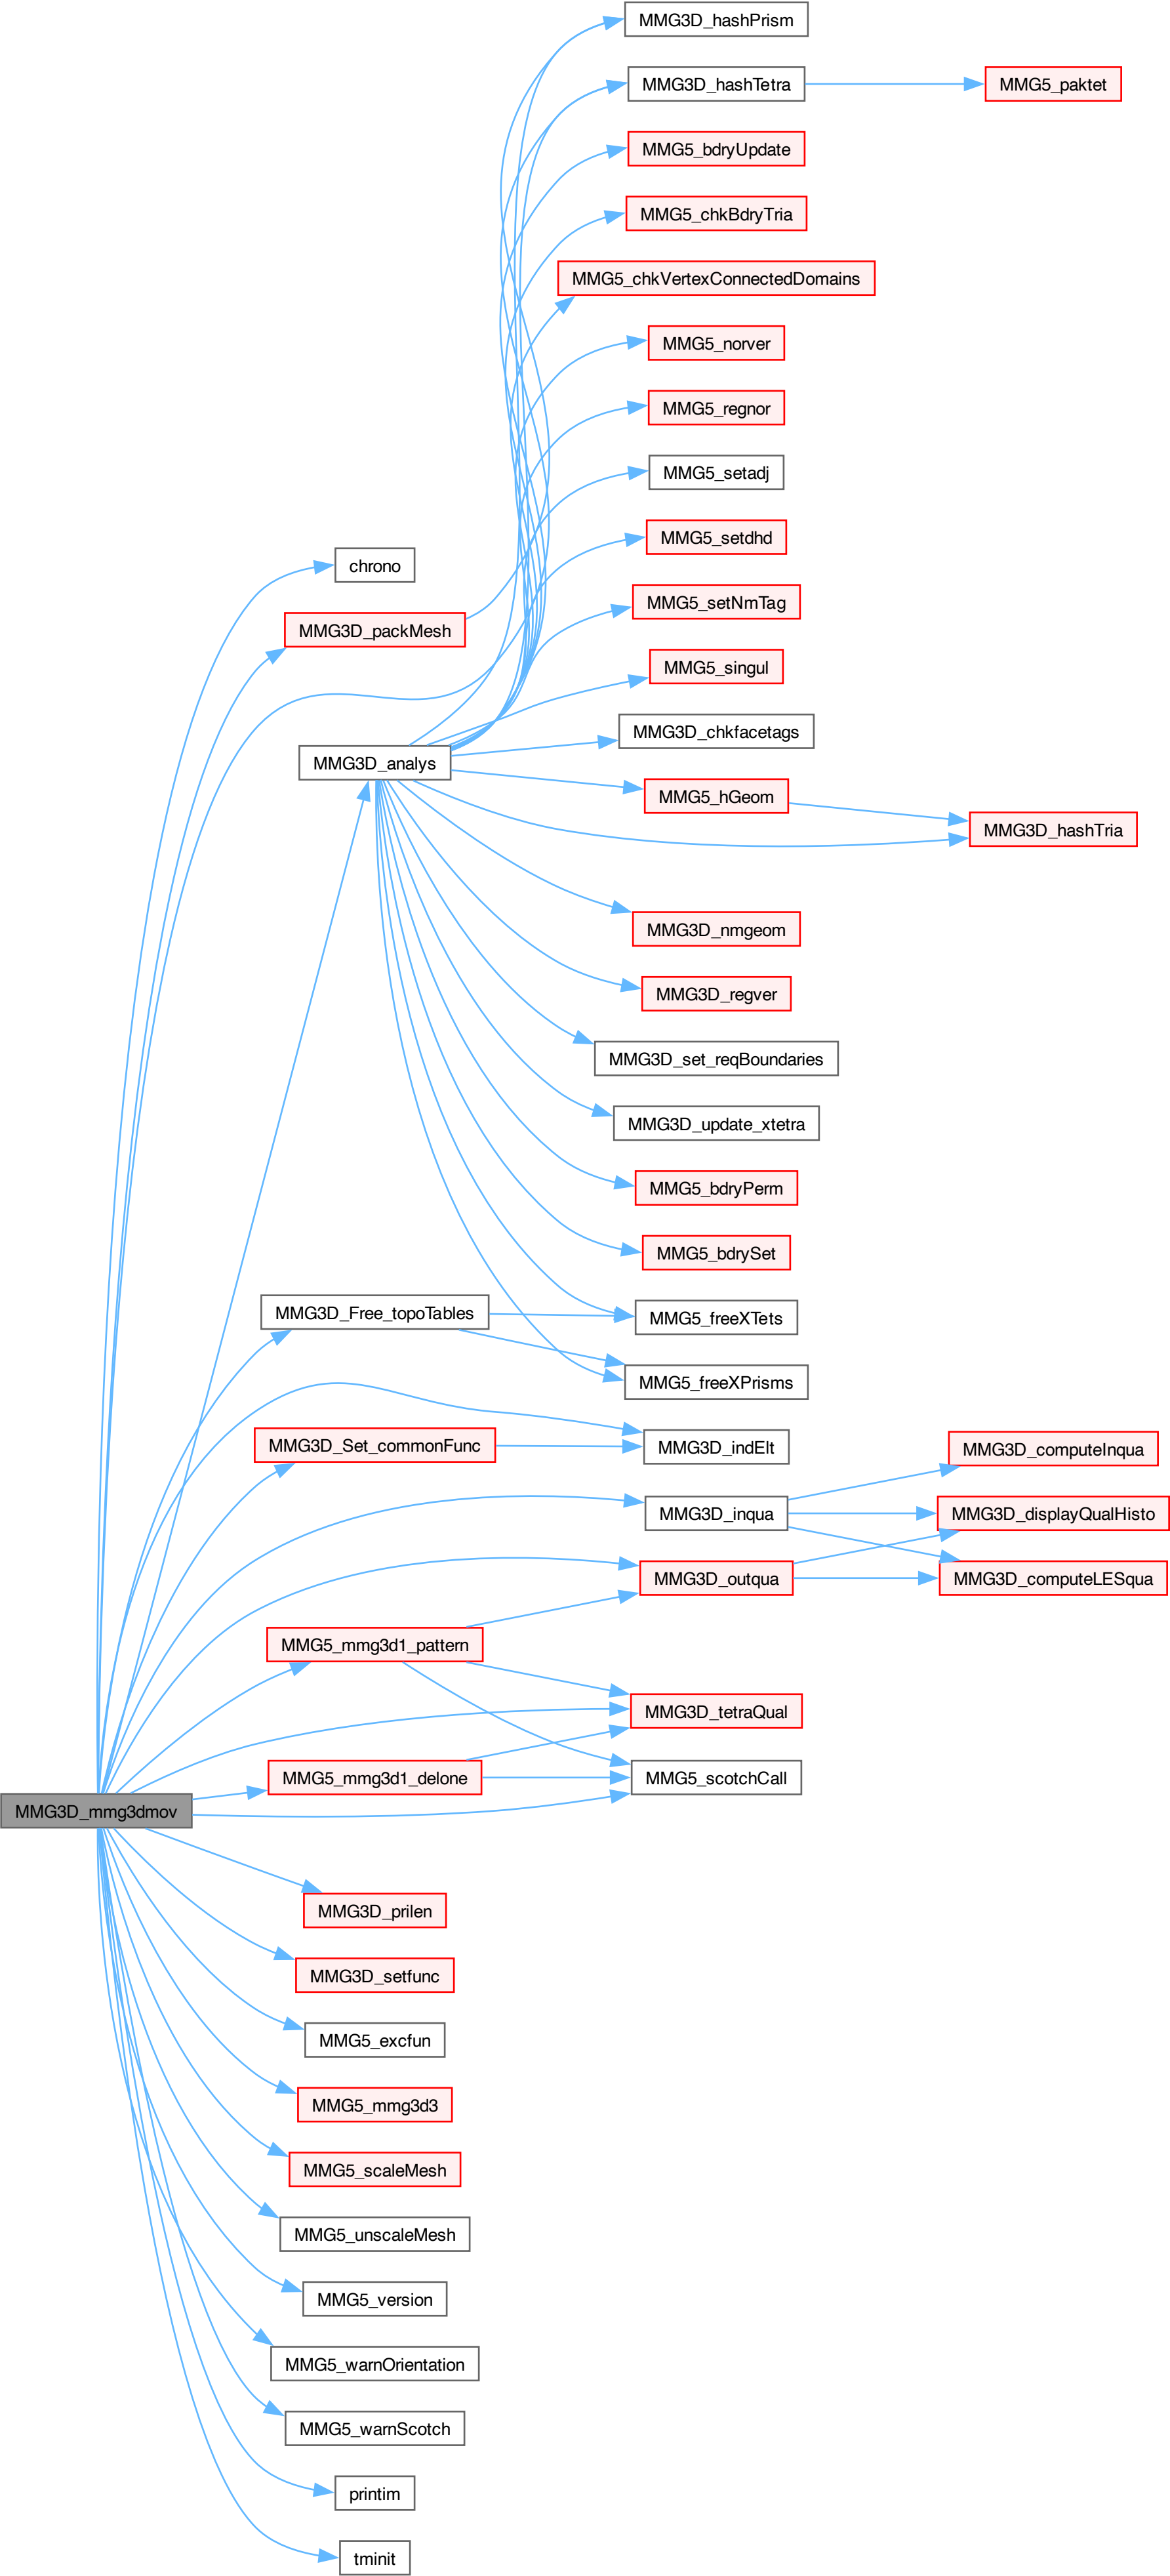 MMG3D_hashPrism
MMG3D_hashTetra
MMG5_paktet
MMG5_bdryUpdate
MMG5_chkBdryTria
MMG5_chkVertexConnectedDomains
MMG5_norver
MMG5_regnor
MMG5_setadj
MMG5_setdhd
chrono
MMG5_setNmTag
MMG3D_packMesh
MMG5_singul
MMG3D_chkfacetags
MMG3D_analys
MMG5_hGeom
MMG3D_hashTria
MMG3D_nmgeom
MMG3D_regver
MMG3D_set_reqBoundaries
MMG3D_update_xtetra
MMG5_bdryPerm
MMG5_bdrySet
MMG3D_Free_topoTables
MMG5_freeXTets
MMG5_freeXPrisms
MMG3D_Set_commonFunc
MMG3D_indElt
MMG3D_computeInqua
MMG3D_inqua
MMG3D_displayQualHisto
MMG3D_outqua
MMG3D_computeLESqua
MMG5_mmg3d1_pattern
MMG3D_tetraQual
MMG5_mmg3d1_delone
MMG5_scotchCall
MMG3D_mmg3dmov
MMG3D_prilen
MMG3D_setfunc
MMG5_excfun
MMG5_mmg3d3
MMG5_scaleMesh
MMG5_unscaleMesh
MMG5_version
MMG5_warnOrientation
MMG5_warnScotch
printim
tminit